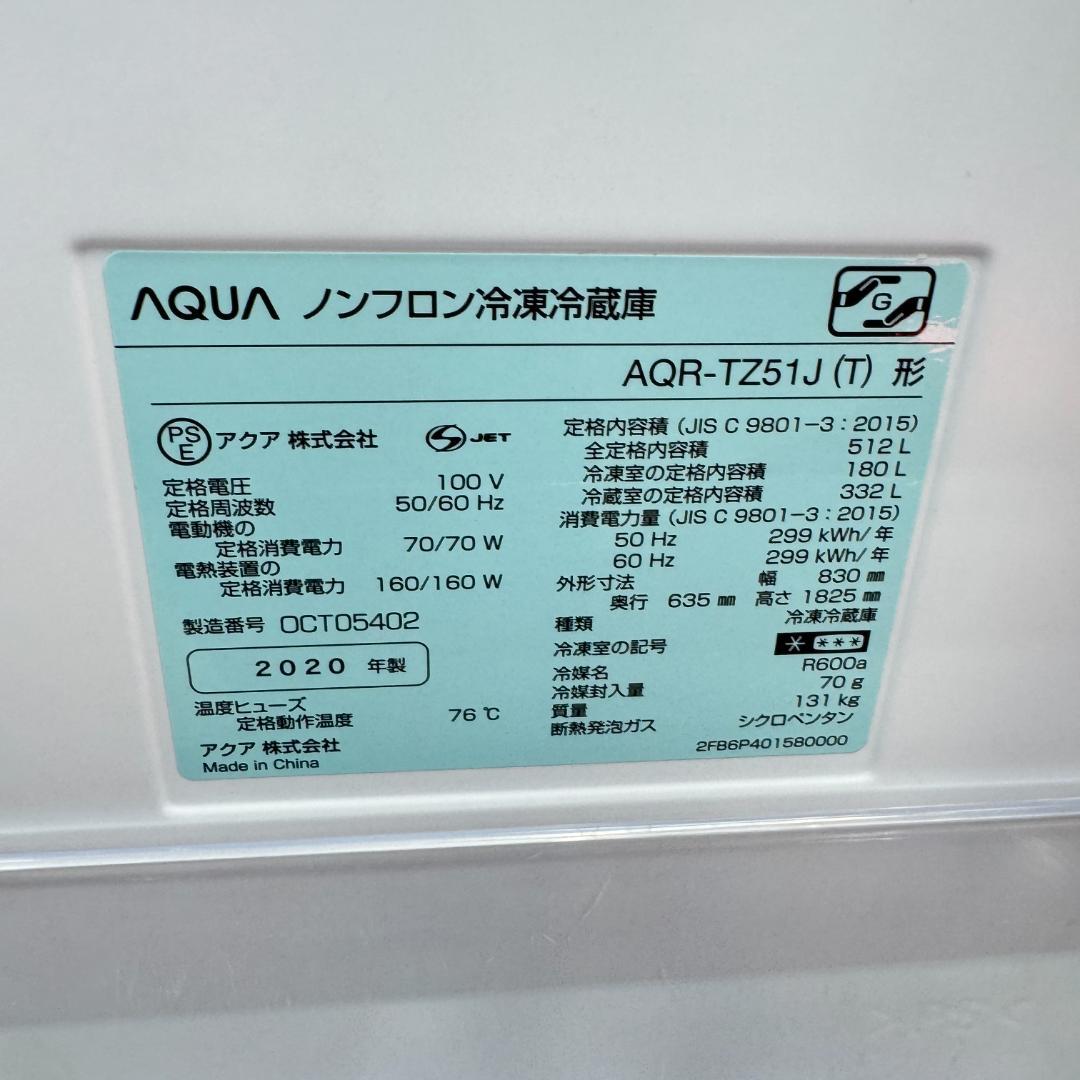 AQUA ノンフロン冷凍冷蔵庫
G
AQR-TZ51J (T) 形
PSE アクア 株式会社 S JET
定格電圧 100 V
定格周波数 50/60 Hz
電動機の
定格消費電力 70/70 W
電熱装置の
定格消費電力 160/160 W
製造番号 OCT05402
2020 年製
温度ヒューズ
定格動作温度 76 ℃
アクア 株式会社
Made in China
定格内容積 (JIS C 9801-3 : 2015)
全定格内容積 512 L
冷凍室の定格内容積 180 L
冷蔵室の定格内容積 332 L
消費電力量 (JIS C 9801-3 : 2015)
50 Hz 299 kWh/年
60 Hz 299 kWh/年
外形寸法 幅 830 ㎜
奥行 635 ㎜ 高さ 1825 ㎜
種類 冷凍冷蔵庫
冷凍室の記号 * ***
冷媒名 R600a
冷媒封入量 70 g
質量 131 kg
断熱発泡ガス シクロペンタン
2FB6P401580000